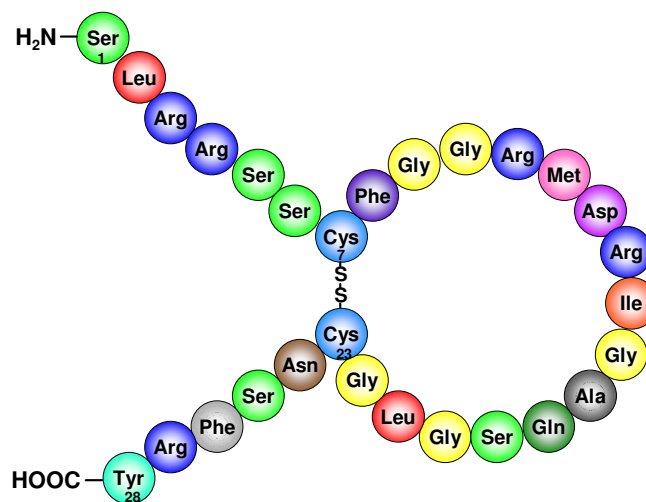 H₂N
Ser
1
Leu
Arg
Arg
Ser
Ser
Cys
7
Phe
Gly
Gly
Arg
Met
Asp
Arg
Ile
Gly
Ala
Gln
Ser
Gly
Leu
Gly
Cys
23
S
S
Asn
Ser
Phe
Arg
Tyr
28
HOOC